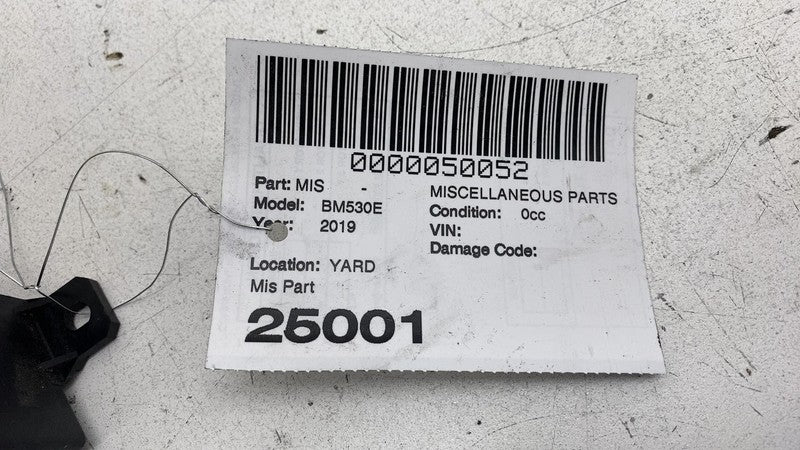 0000050052
Part: MIS - MISCELLANEOUS PARTS
Model: BM530E Condition: 0cc
Year: 2019 VIN:
Damage Code:
Location: YARD
Mis Part
25001